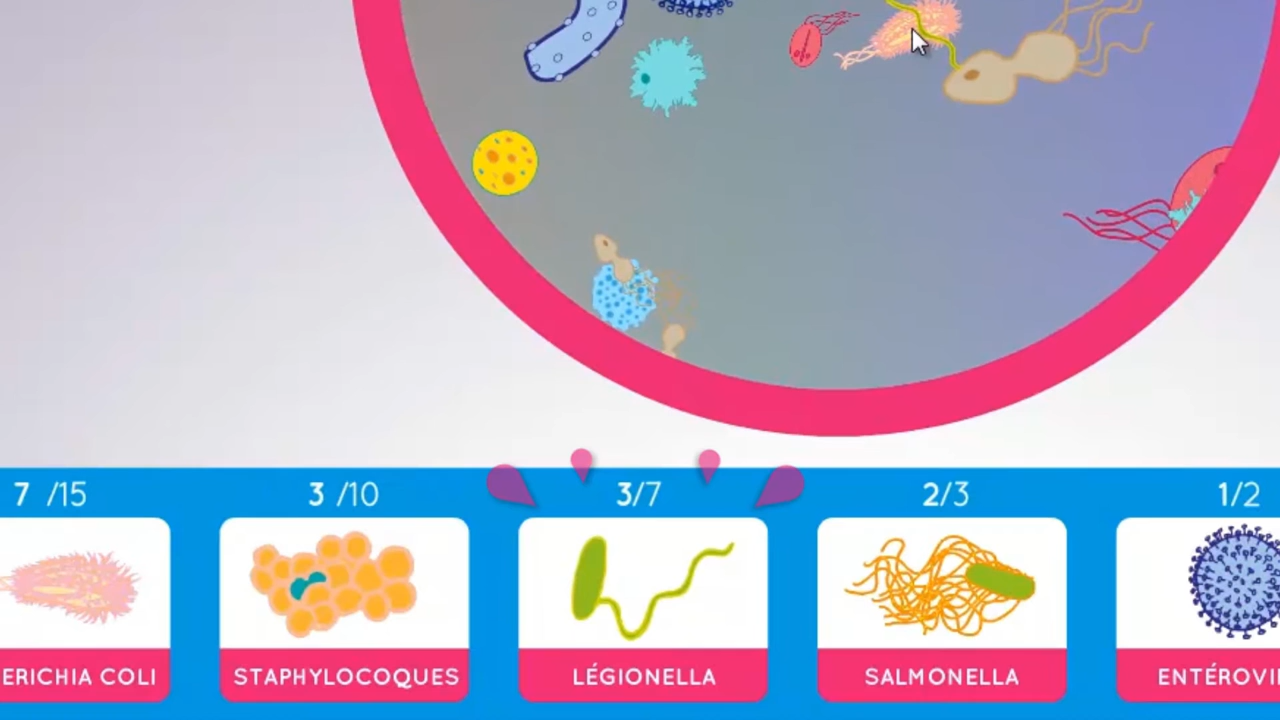 7 /15
3 /10
3/7
2/3
1/2
ERICHIA COLI
STAPHYLOCOQUES
LÉGIONELLA
SALMONELLA
ENTÉROVI